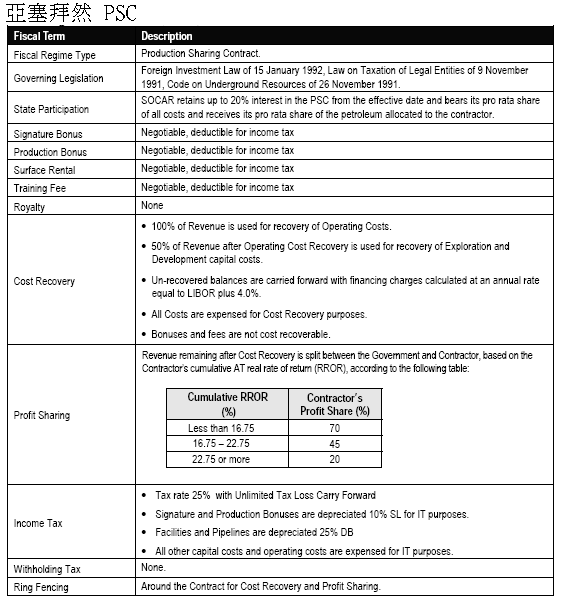 亞塞拜然 PSC
Fiscal Term Description
Fiscal Regime Type Production Sharing Contract.
Governing Legislation Foreign Investment Law of 15 January 1992, Law on Taxation of Legal Entities of 9 November
1991, Code on Underground Resources of 26 November 1991.
State Participation SOCAR retains up to 20% interest in the PSC from the effective date and bears its pro rata share
of all costs and receives its pro rata share of the petroleum allocated to the contractor.
Signature Bonus Negotiable, deductible for income tax
Production Bonus Negotiable, deductible for income tax
Surface Rental Negotiable, deductible for income tax
Training Fee Negotiable, deductible for income tax
Royalty None
Cost Recovery
• 100% of Revenue is used for recovery of Operating Costs.
• 50% of Revenue after Operating Cost Recovery is used for recovery of Exploration and
Development capital costs.
• Un-recovered balances are carried forward with financing charges calculated at an annual rate
equal to LIBOR plus 4.0%.
• All Costs are expensed for Cost Recovery purposes.
• Bonuses and fees are not cost recoverable.
Profit Sharing
Revenue remaining after Cost Recovery is split between the Government and Contractor, based on the
Contractor's cumulative AT real rate of return (RROR), according to the following table:
Cumulative RROR Contractor's
(%) Profit Share (%)
Less than 16.75 70
16.75 – 22.75 45
22.75 or more 20
Income Tax
• Tax rate 25% with Unlimited Tax Loss Carry Forward
• Signature and Production Bonuses are depreciated 10% SL for IT purposes.
• Facilities and Pipelines are depreciated 25% DB
• All other capital costs and operating costs are expensed for IT purposes.
Withholding Tax None.
Ring Fencing Around the Contract for Cost Recovery and Profit Sharing.